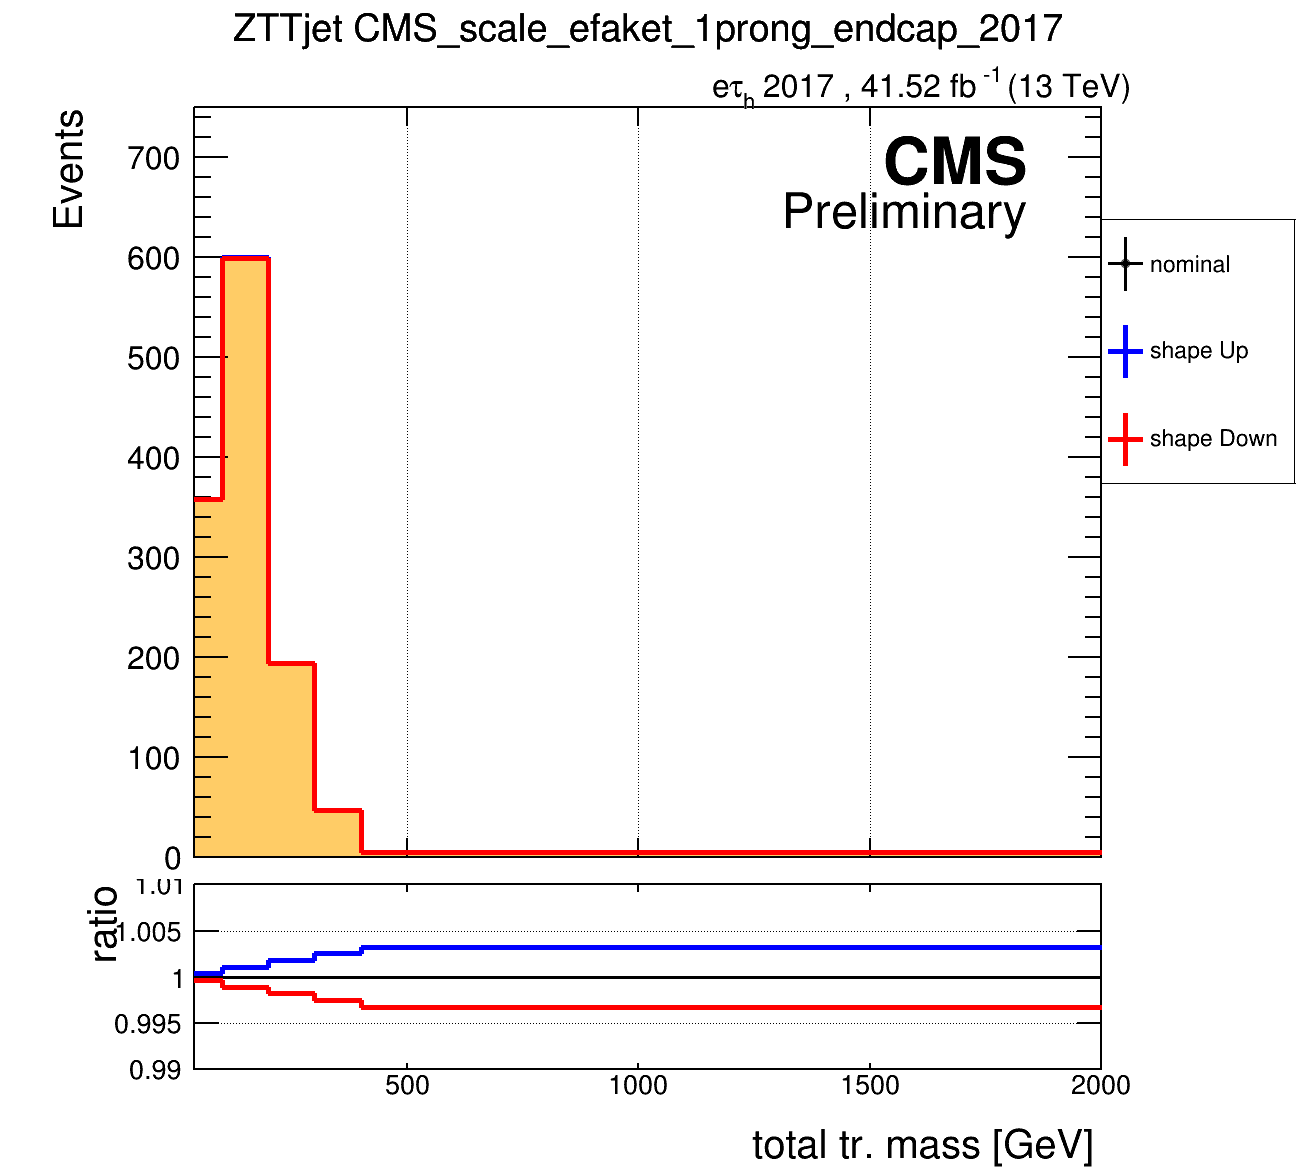 ZTTjet CMS_scale_efaket_1prong_endcap_2017
eτh 2017 , 41.52 fb -1 (13 TeV)
Events
700
600
500
400
300
200
100
0
CMS
Preliminary
nominal
shape Up
shape Down
ratio
1.01
1.005
1
0.995
0.99
500 1000 1500 2000
total tr. mass [GeV]